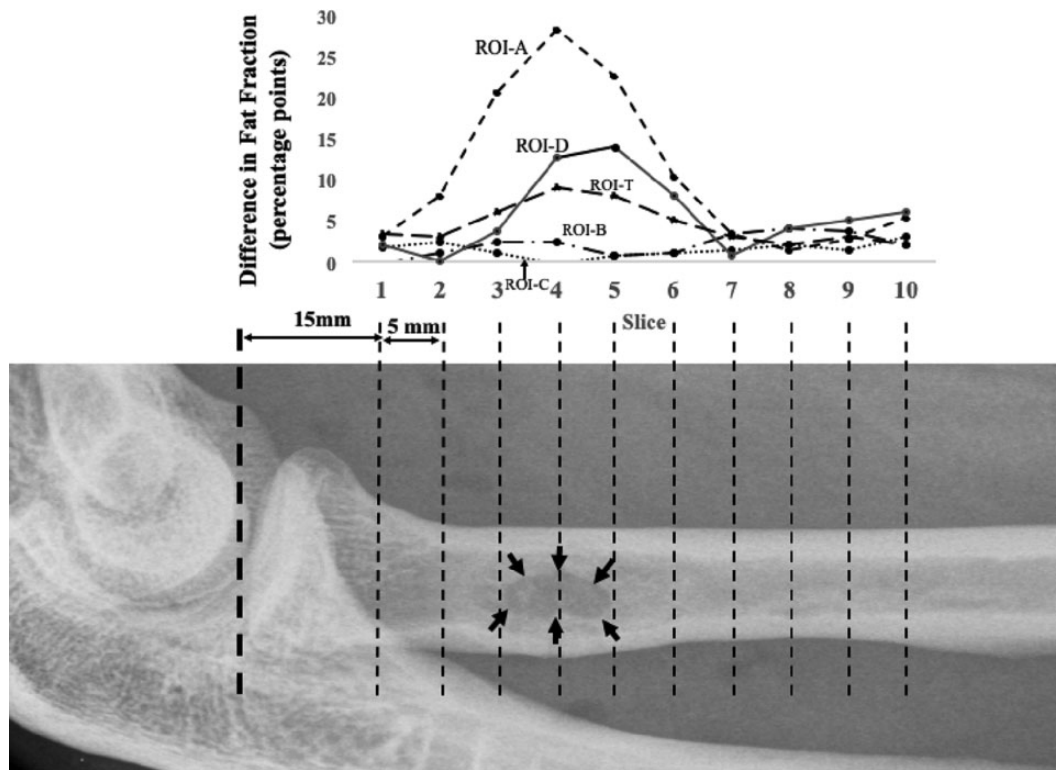 Difference in Fat Fraction
(percentage points)
30
25
20
15
10
5
0
ROI-A
ROI-D
ROI-T
ROI-B
ROI-C
1 2 3 4 5 6 7 8 9 10
Slice
15mm
5 mm